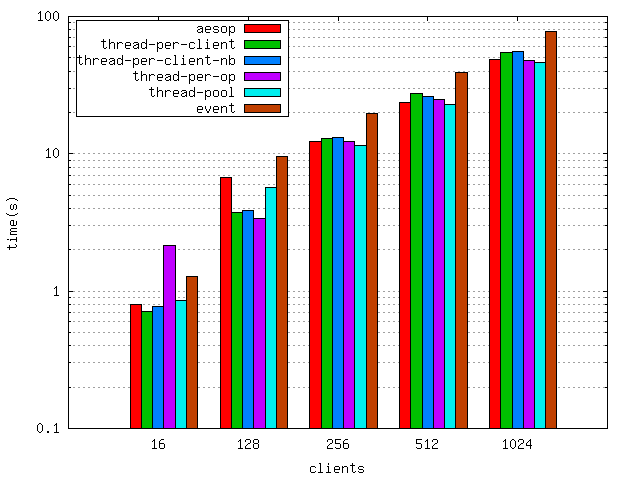 100
10
1
0.1
time(s)
aesop
thread-per-client
thread-per-client-nb
thread-per-op
thread-pool
event
16 128 256 512 1024
clients